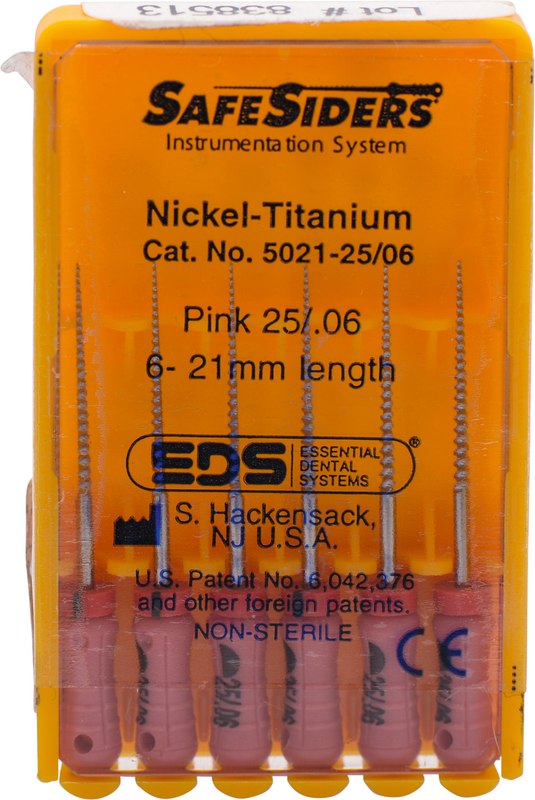 Lot # 838513
SAFESIDERS
Instrumentation System
Nickel-Titanium
Cat. No. 5021-25/06
Pink 25/.06
6- 21mm length
EDS ESSENTIAL
DENTAL
SYSTEMS
®
S. Hackensack,
NJ U.S.A.
U.S. Patent No. 6,042,376
and other foreign patents.
NON-STERILE
CE
25/.06
25/.06
25/.06